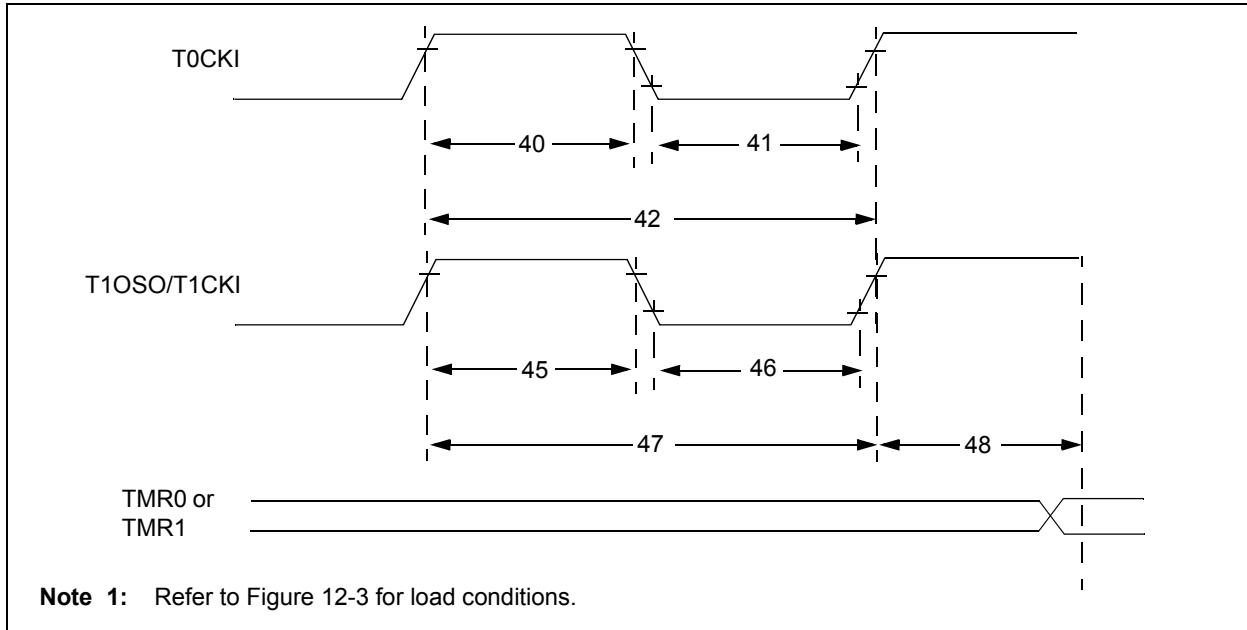 T0CKI
40
41
42
T1OSO/T1CKI
45
46
47
48
TMR0 or
TMR1
Note 1: Refer to Figure 12-3 for load conditions.